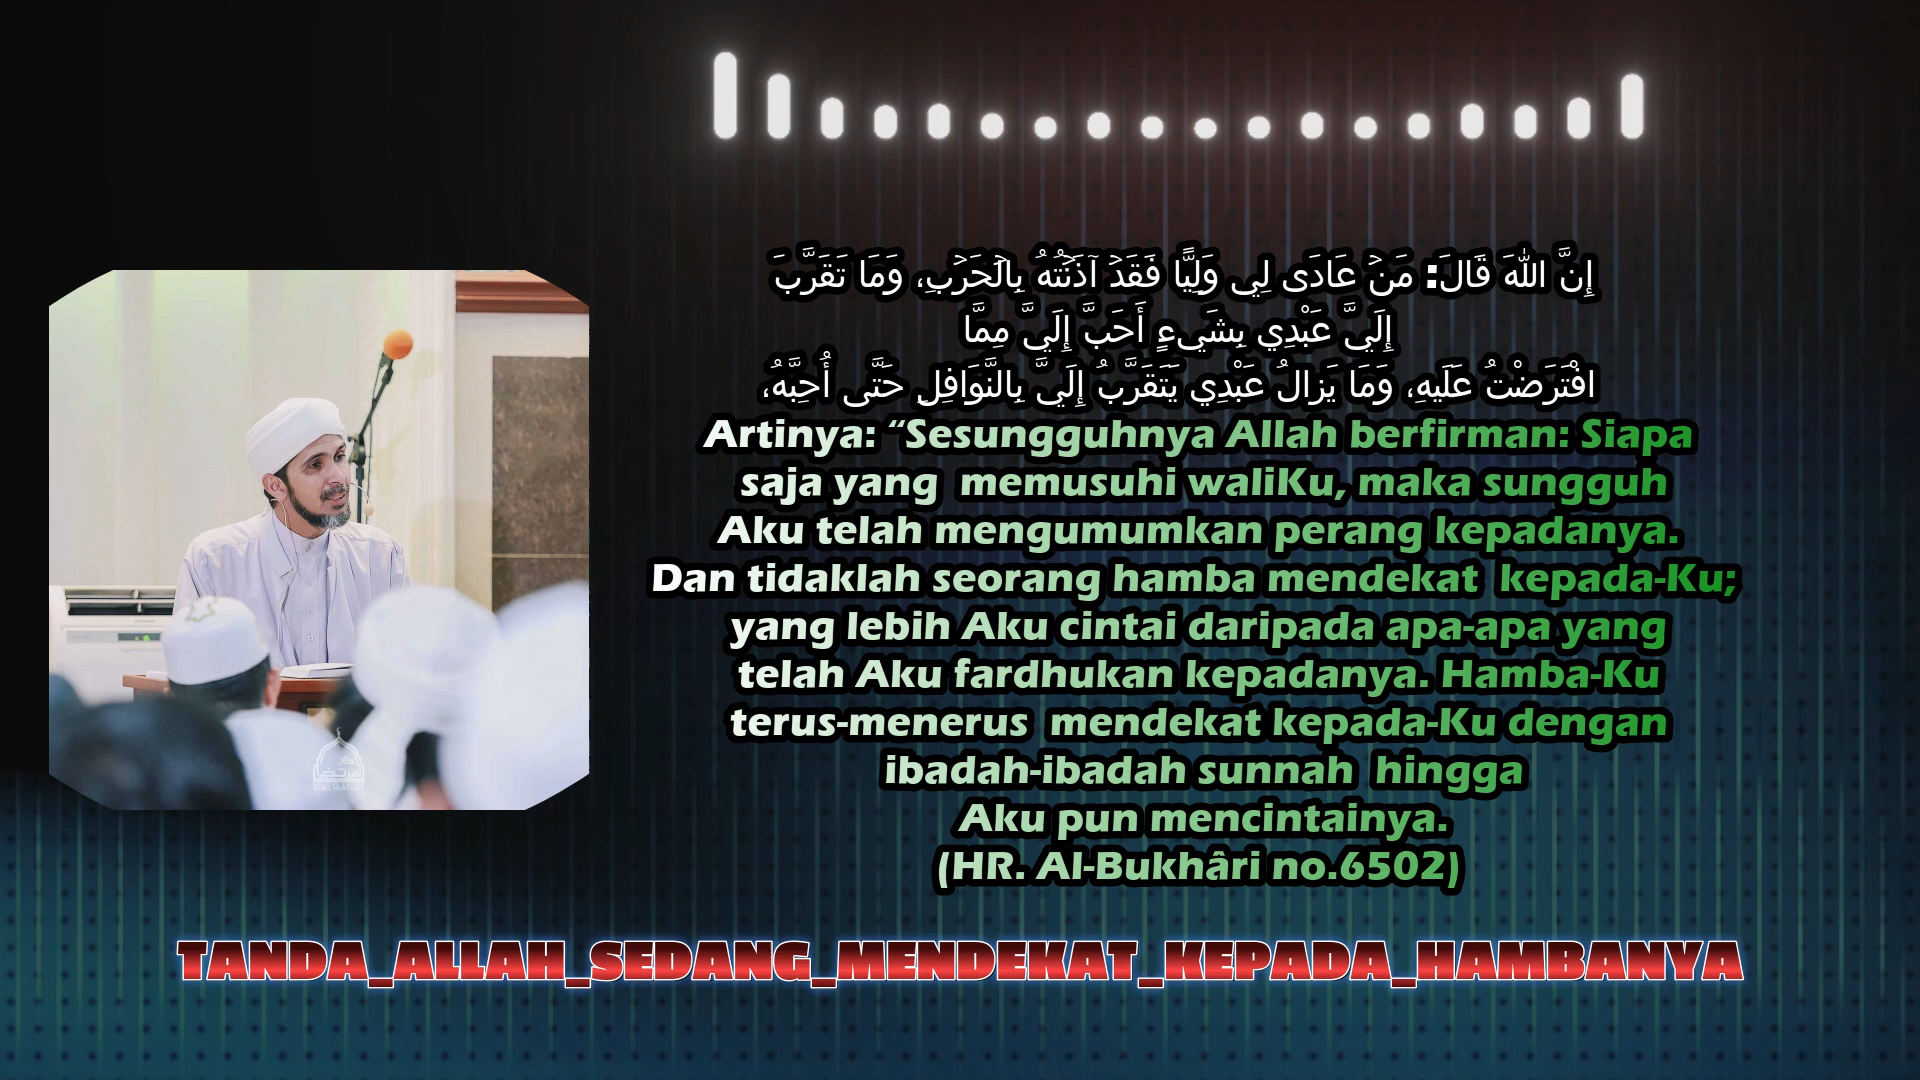 إِنَّ اللهَ قَالَ: مَنْ عَادَى لِي وَلِيًّا فَقَدْ آذَنْتُهُ بِالْحَرْبِ، وَمَا تَقَرَّبَ
إِلَيَّ عَبْدِي بِشَيءٍ أَحَبَّ إِلَيَّ مِمَّا
افْتَرَضْتُ عَلَيهِ، وَمَا يَزالُ عَبْدِي يَتَقَرَّبُ إِلَيَّ بِالنَّوَافِلِ حَتَّى أُحِبَّهُ،
Artinya: “Sesungguhnya Allah berfirman: Siapa
saja yang memusuhi waliKu, maka sungguh
Aku telah mengumumkan perang kepadanya.
Dan tidaklah seorang hamba mendekat kepada-Ku;
yang lebih Aku cintai daripada apa-apa yang
telah Aku fardhukan kepadanya. Hamba-Ku
terus-menerus mendekat kepada-Ku dengan
ibadah-ibadah sunnah hingga
Aku pun mencintainya.
(HR. Al-Bukhâri no.6502)
TANDA_ALLAH_SEDANG_MENDEKAT_KEPADA_HAMBANYA